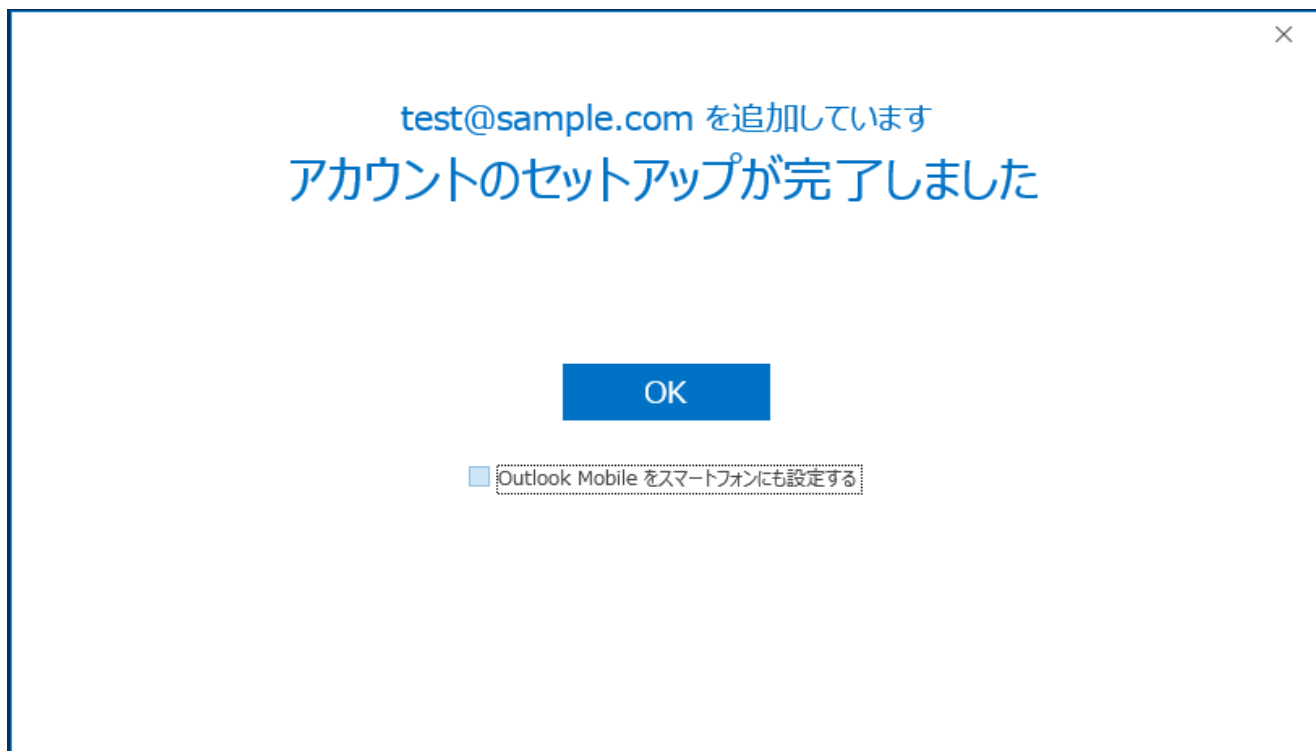 test@sample.com を追加しています
アカウントのセットアップが完了しました
OK
Outlook Mobile をスマートフォンにも設定する